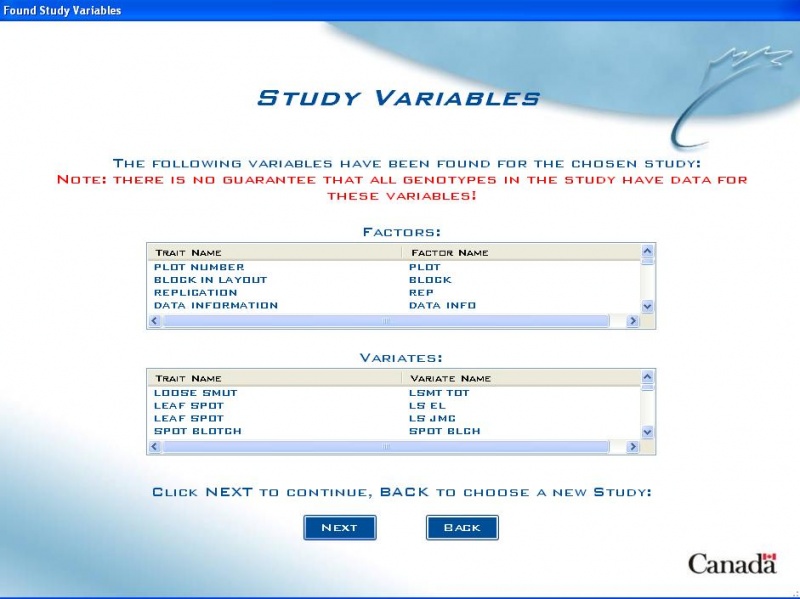 Found Study Variables
STUDY VARIABLES
THE FOLLOWING VARIABLES HAVE BEEN FOUND FOR THE CHOSEN STUDY:
NOTE: THERE IS NO GUARANTEE THAT ALL GENOTYPES IN THE STUDY HAVE DATA FOR
THESE VARIABLES!
FACTORS:
TRAIT NAME FACTOR NAME
PLOT NUMBER PLOT
BLOCK IN LAYOUT BLOCK
REPLICATION REP
DATA INFORMATION DATA INFO
VARIATES:
TRAIT NAME VARIATE NAME
LOOSE SMUT LSMT TOT
LEAF SPOT LS EL
LEAF SPOT LS JMC
SPOT BLOTCH SPOT BLCH
CLICK NEXT TO CONTINUE, BACK TO CHOOSE A NEW STUDY:
NEXT BACK
Canada